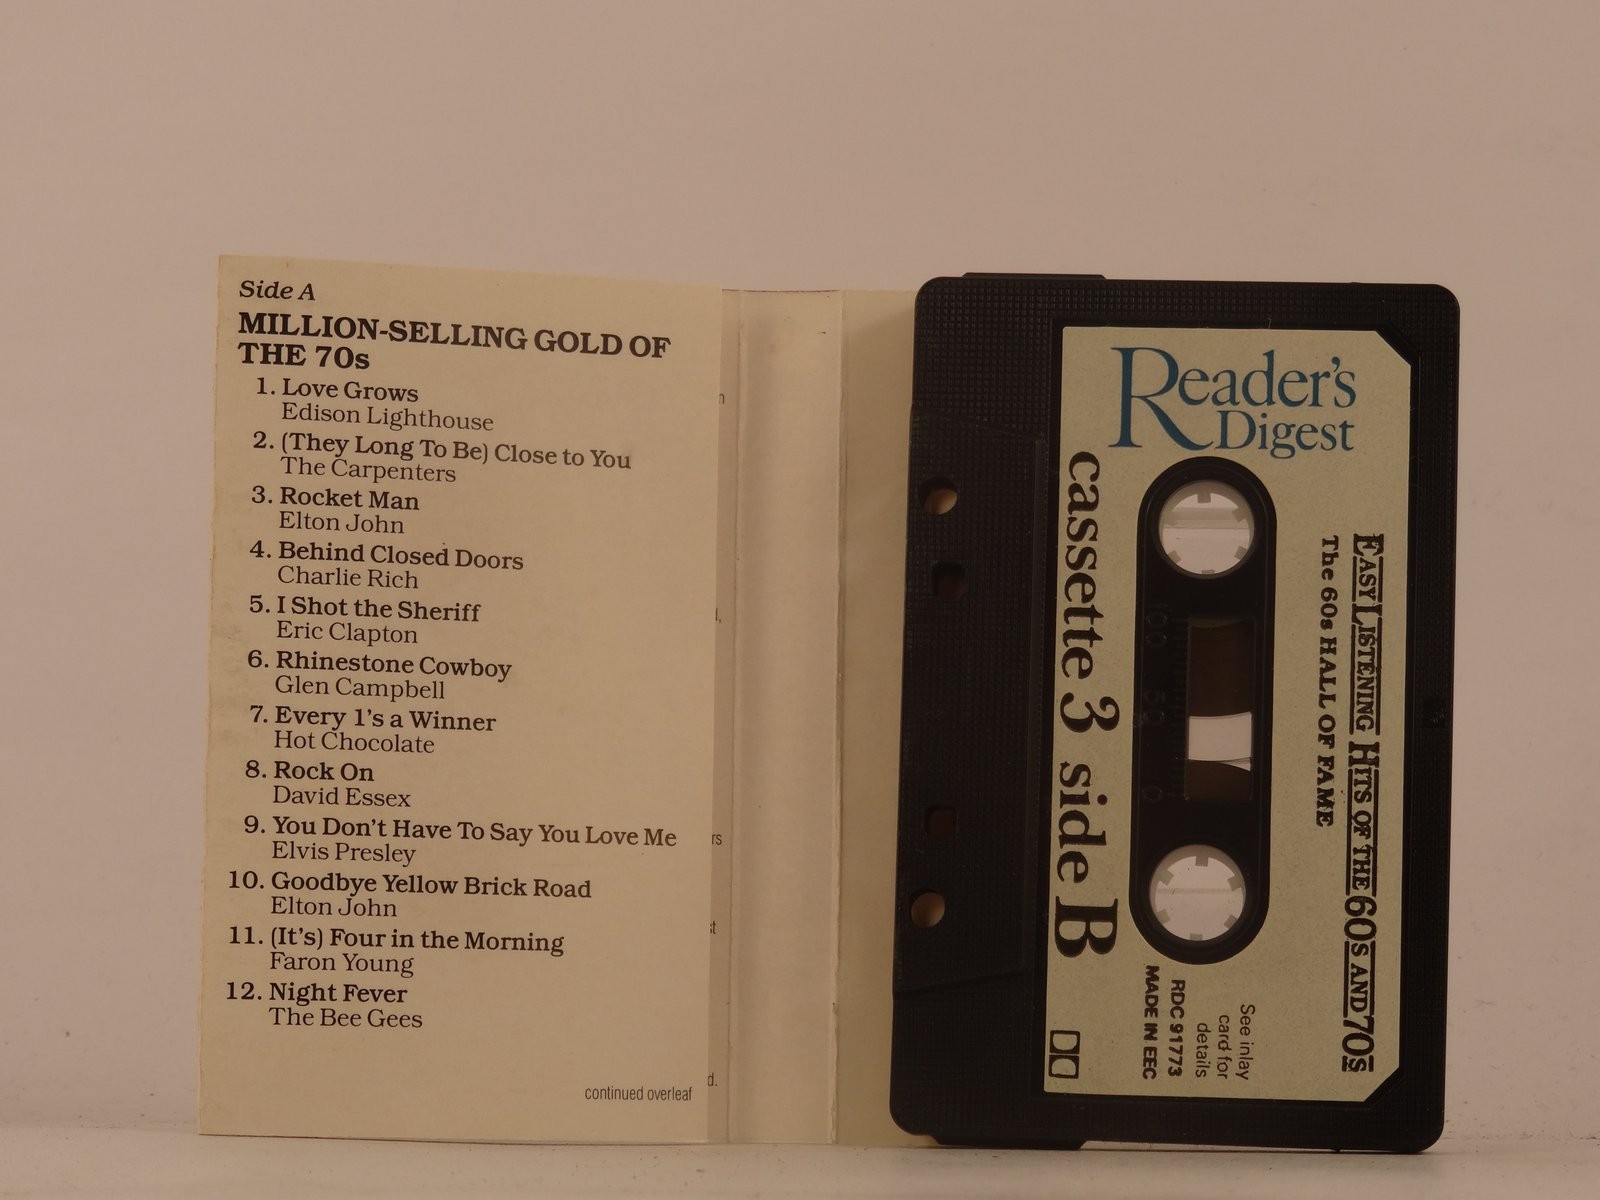 Side A
MILLION-SELLING GOLD OF
THE 70s
1. Love Grows
Edison Lighthouse
2. (They Long To Be) Close to You
The Carpenters
3. Rocket Man
Elton John
4. Behind Closed Doors
Charlie Rich
5. I Shot the Sheriff
Eric Clapton
6. Rhinestone Cowboy
Glen Campbell
7. Every 1's a Winner
Hot Chocolate
8. Rock On
David Essex
9. You Don't Have To Say You Love Me
Elvis Presley
10. Goodbye Yellow Brick Road
Elton John
11. (It's) Four in the Morning
Faron Young
12. Night Fever
The Bee Gees
continued overleaf
Reader's
Digest
EASY LISTENING HITS OF THE 60S AND 70S
The 60s HALL OF FAME
100 50 0
cassette 3 side B
See inlay
card for
details
RDC 91773
MADE IN EEC